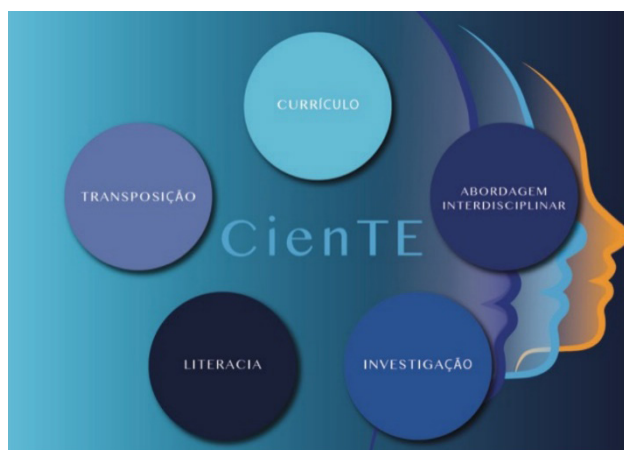 CURRÍCULO
TRANSPOSIÇÃO
ABORDAGEM
INTERDISCIPLINAR
CienTE
LITERACIA
INVESTIGAÇÃO